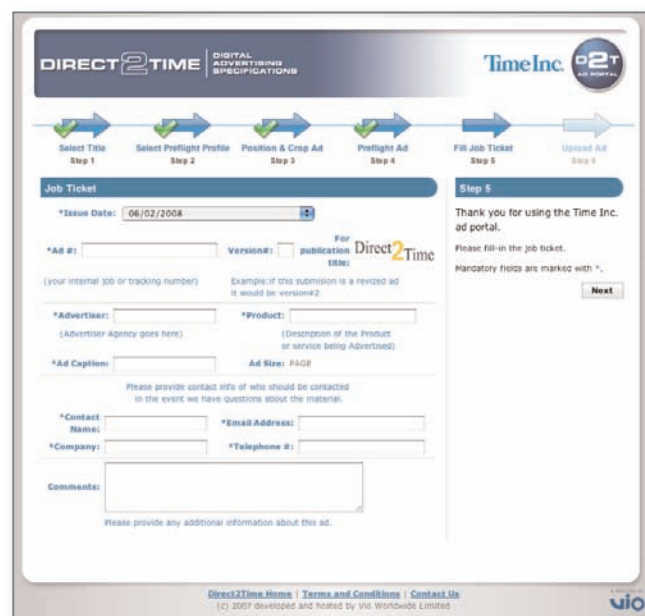 DIRECT2TIME
DIGITAL
ADVERTISING
SPECIFICATIONS
TimeInc.
D2T
AD PORTAL
Select Title
Step 1
Select Preflight Profile
Step 2
Position & Crop Ad
Step 3
Preflight Ad
Step 4
Fill Job Ticket
Step 5
Upload Ad
Step 6
Job Ticket
*Issue Date: 06/02/2008
*Ad #:
Version#:
For
publication
title:
Direct2Time
(your internal job or tracking number)
Example:if this submision is a revized ad
it would be version#2
*Advertiser:
*Product:
(Advertiser Agency goes here)
(Description of the Product
or service being Advertised)
*Ad Caption:
Ad Size: PAGE
Please provide contact info of who should be contacted
in the event we have questions about the material.
*Contact
Name:
*Email Address:
*Company:
*Telephone #:
Comments:
Please provide any additional information about this ad.
Step 5
Thank you for using the Time Inc.
ad portal.
Please fill-in the job ticket.
Mandatory fields are marked with *.
Next
Direct2Time Home | Terms and Conditions | Contact Us
(c) 2007 developed and hosted by Vio Worldwide Limited
vio